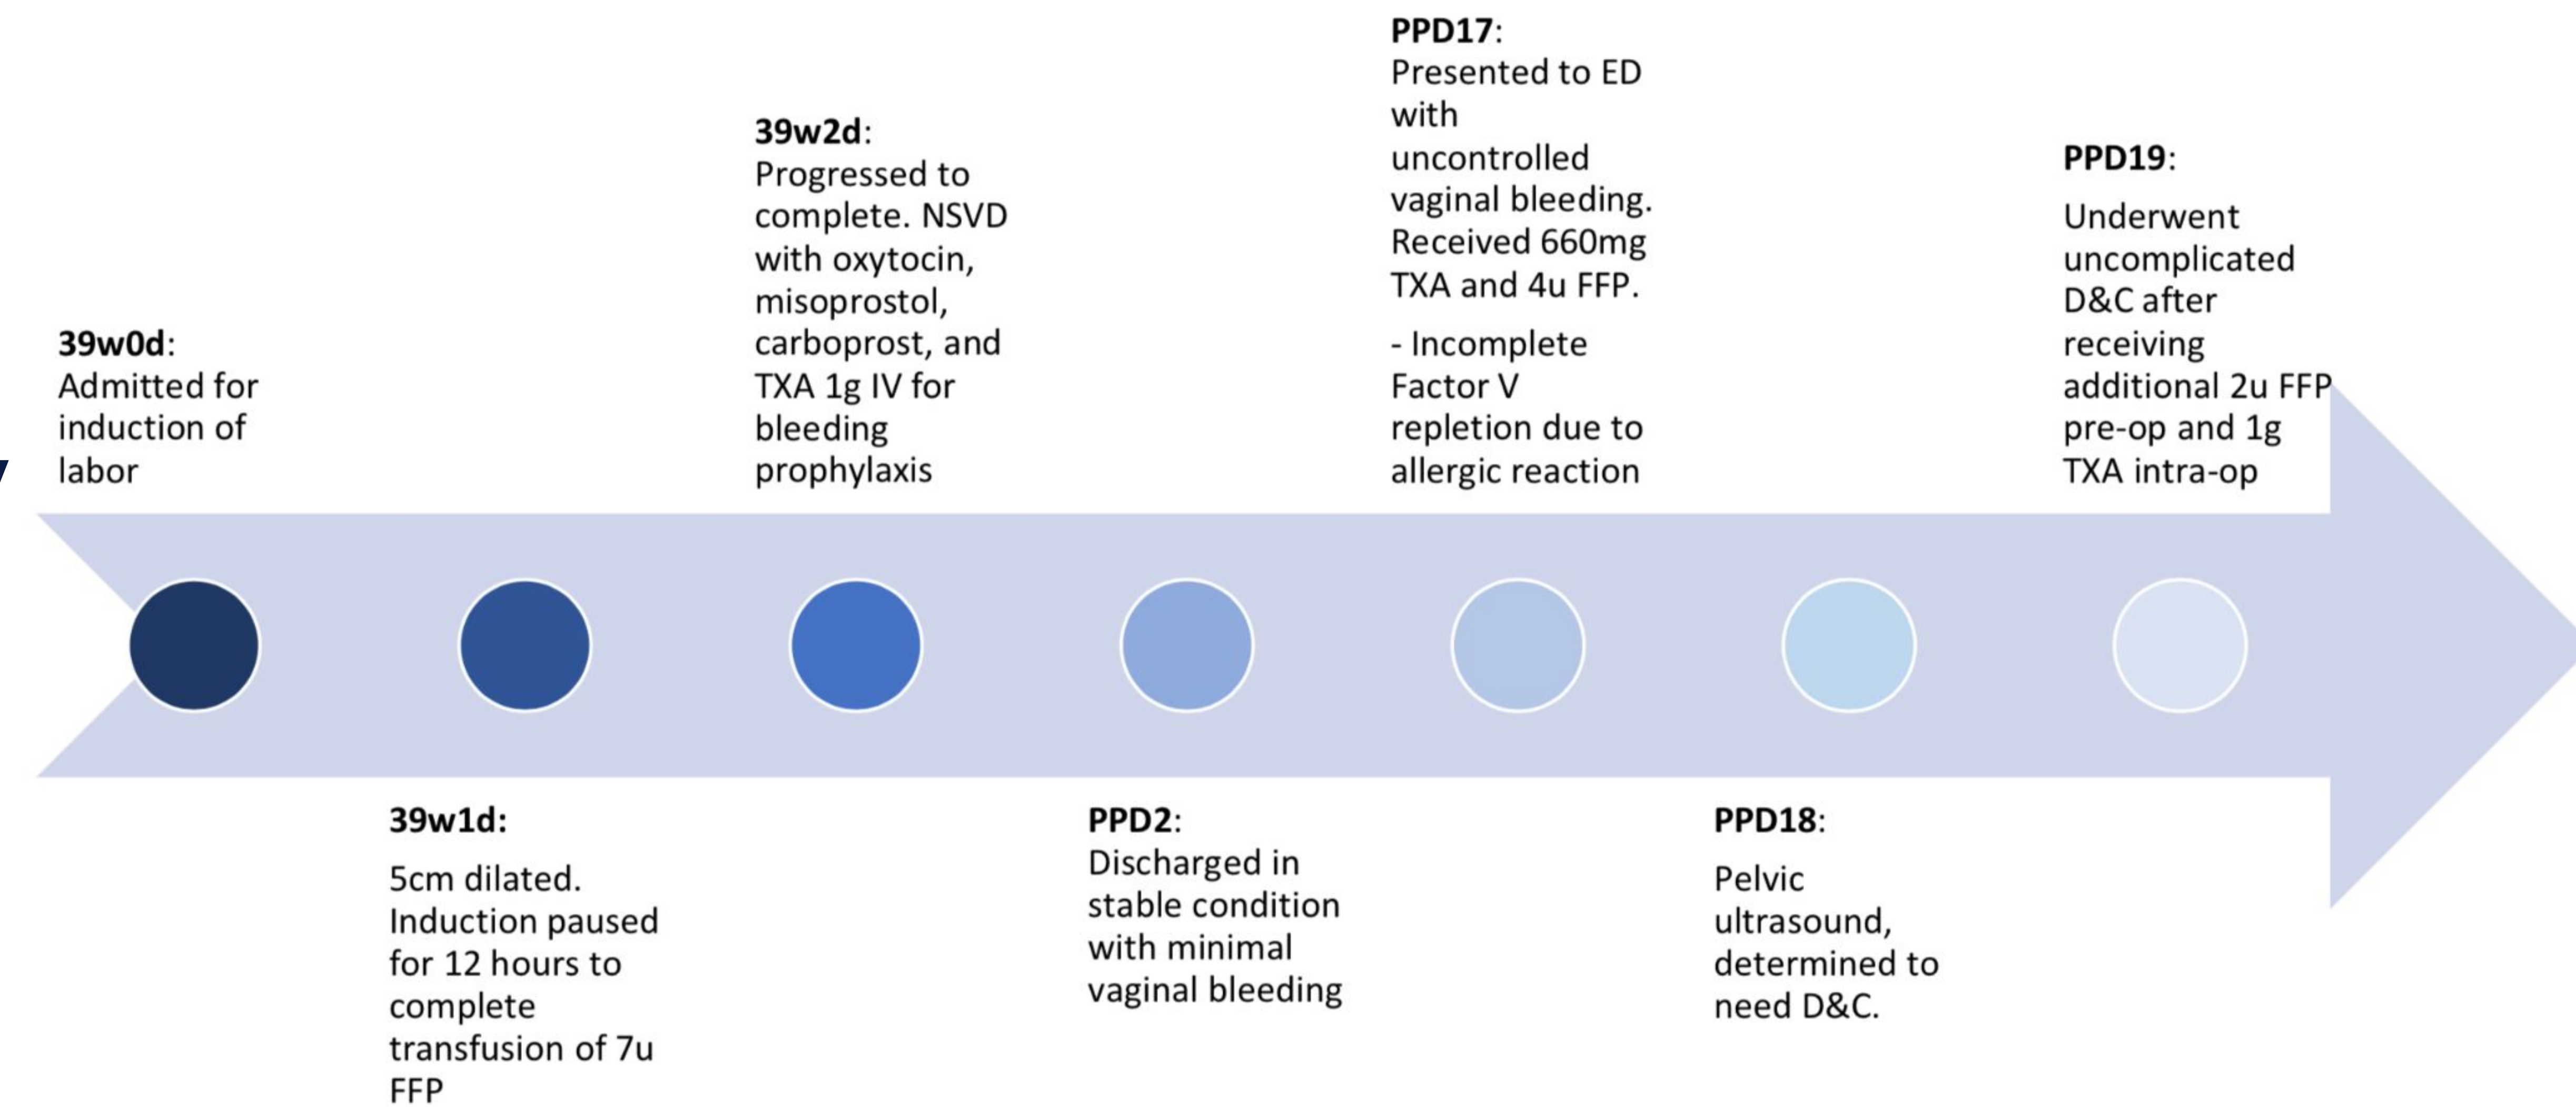 39w0d:
Admitted for
induction of
labor
39w1d:
5cm dilated.
Induction paused
for 12 hours to
complete
transfusion of 7u
FFP
39w2d:
Progressed to
complete. NSVD
with oxytocin,
misoprostol,
carboprost, and
TXA 1g IV for
bleeding
prophylaxis
PPD2:
Discharged in
stable condition
with minimal
vaginal bleeding
PPD17:
Presented to ED
with
uncontrolled
vaginal bleeding.
Received 660mg
TXA and 4u FFP.
- Incomplete
Factor V
repletion due to
allergic reaction
PPD18:
Pelvic
ultrasound,
determined to
need D&C.
PPD19:
Underwent
uncomplicated
D&C after
receiving
additional 2u FFP
pre-op and 1g
TXA intra-op